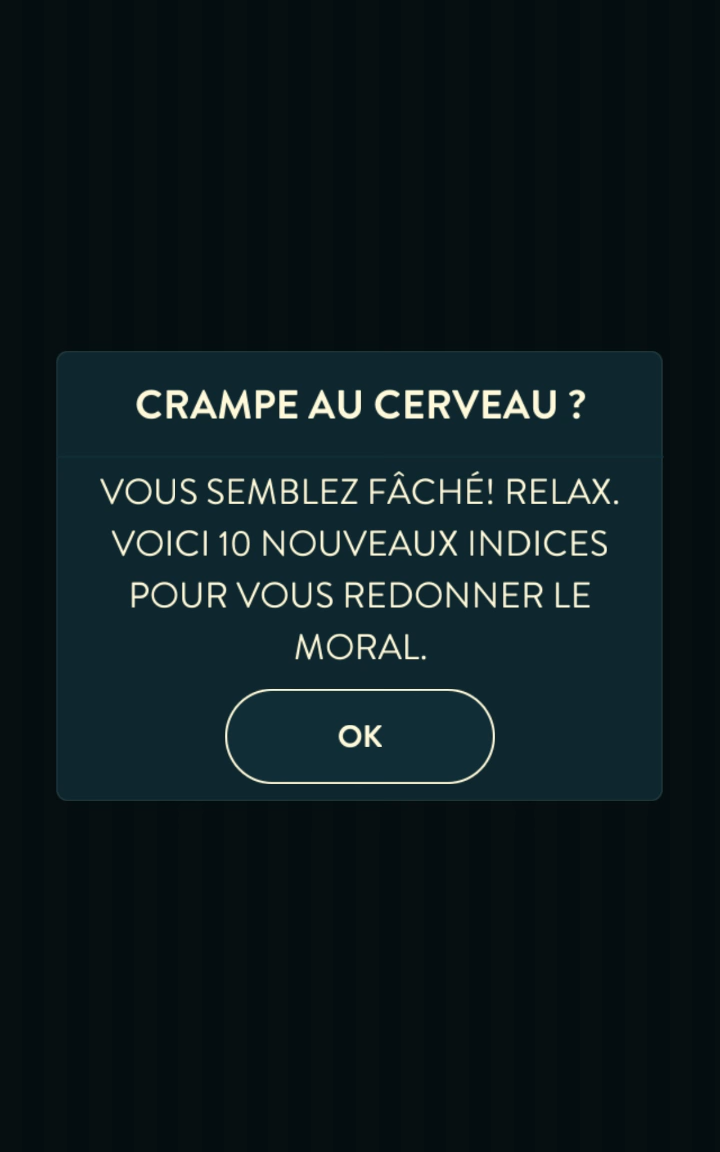 CRAMPE AU CERVEAU ?
VOUS SEMBLEZ FÂCHÉ! RELAX.
VOICI 10 NOUVEAUX INDICES
POUR VOUS REDONNER LE
MORAL.
OK